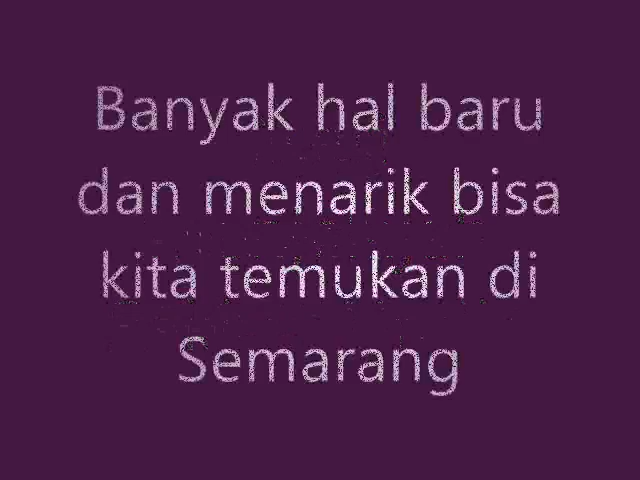 Banyak hal baru
dan menarik bisa
kita temukan di
Semarang